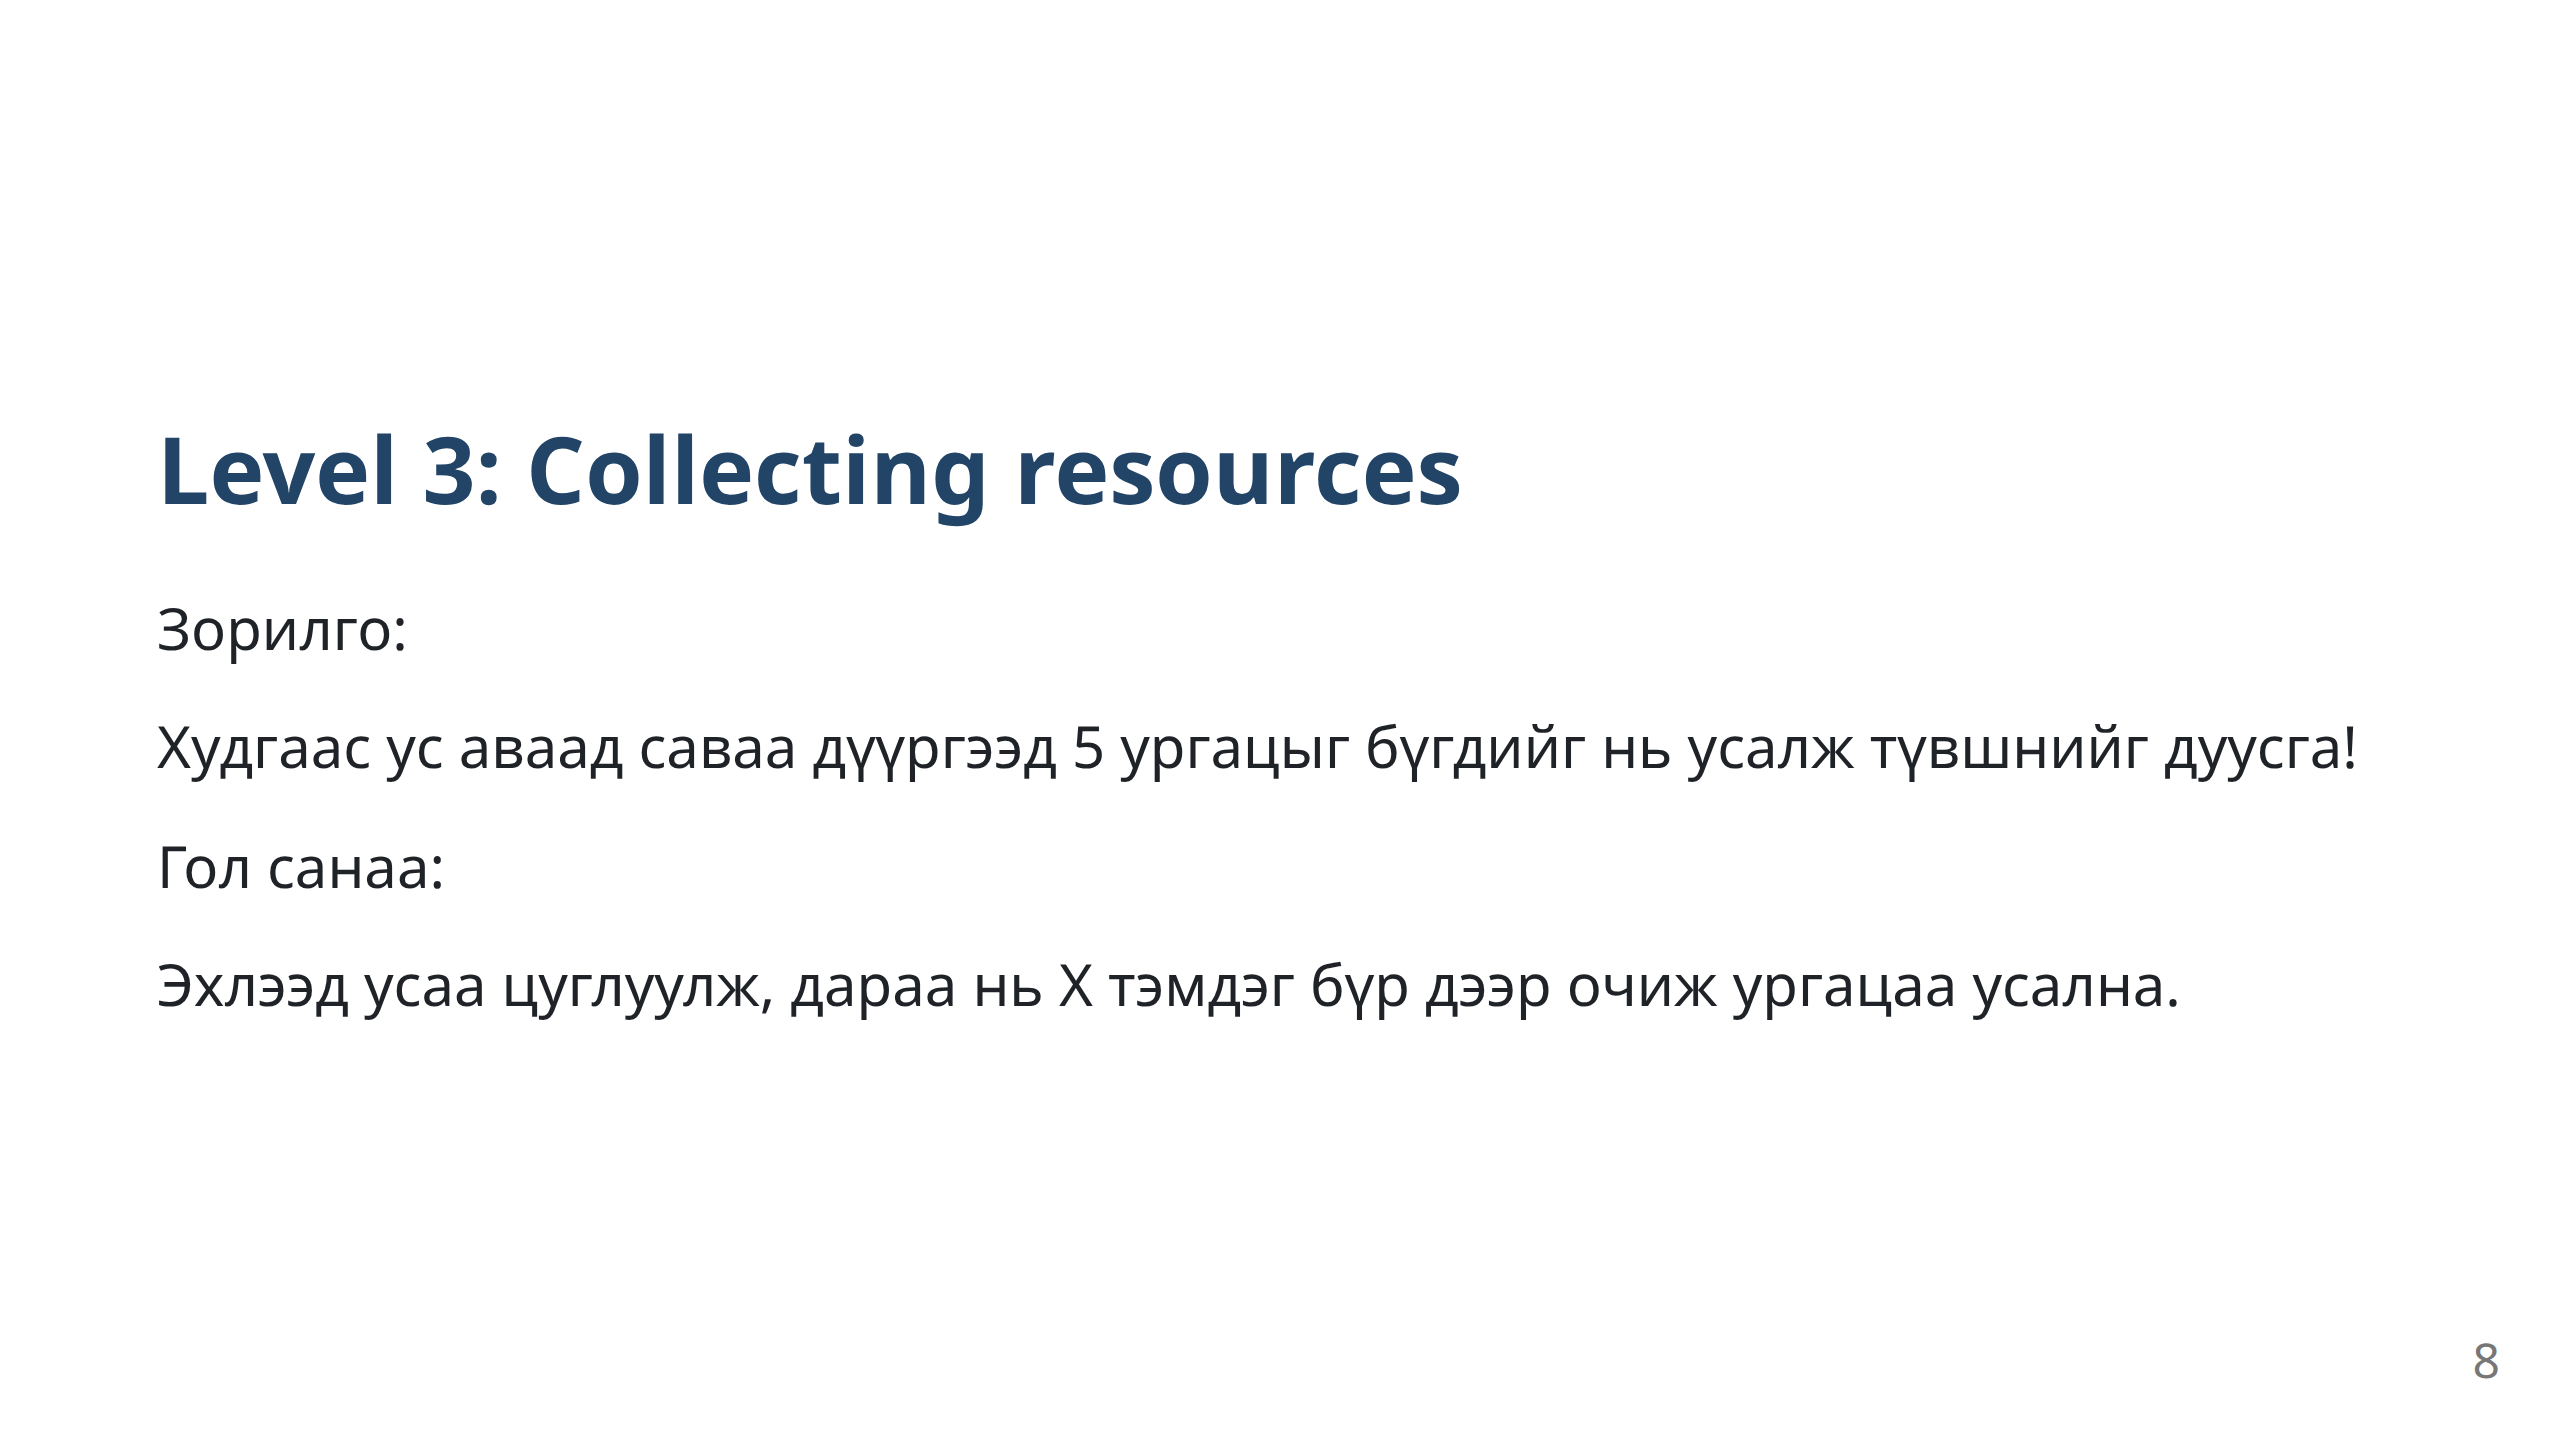 Level 3: Collecting resources
Зорилго:
Худгаас ус аваад саваа дүүргээд 5 ургацыг бүгдийг нь усалж түвшнийг дуусга!
Гол санаа:
Эхлээд усаа цуглуулж, дараа нь X тэмдэг бүр дээр очиж ургацаа усална.
8